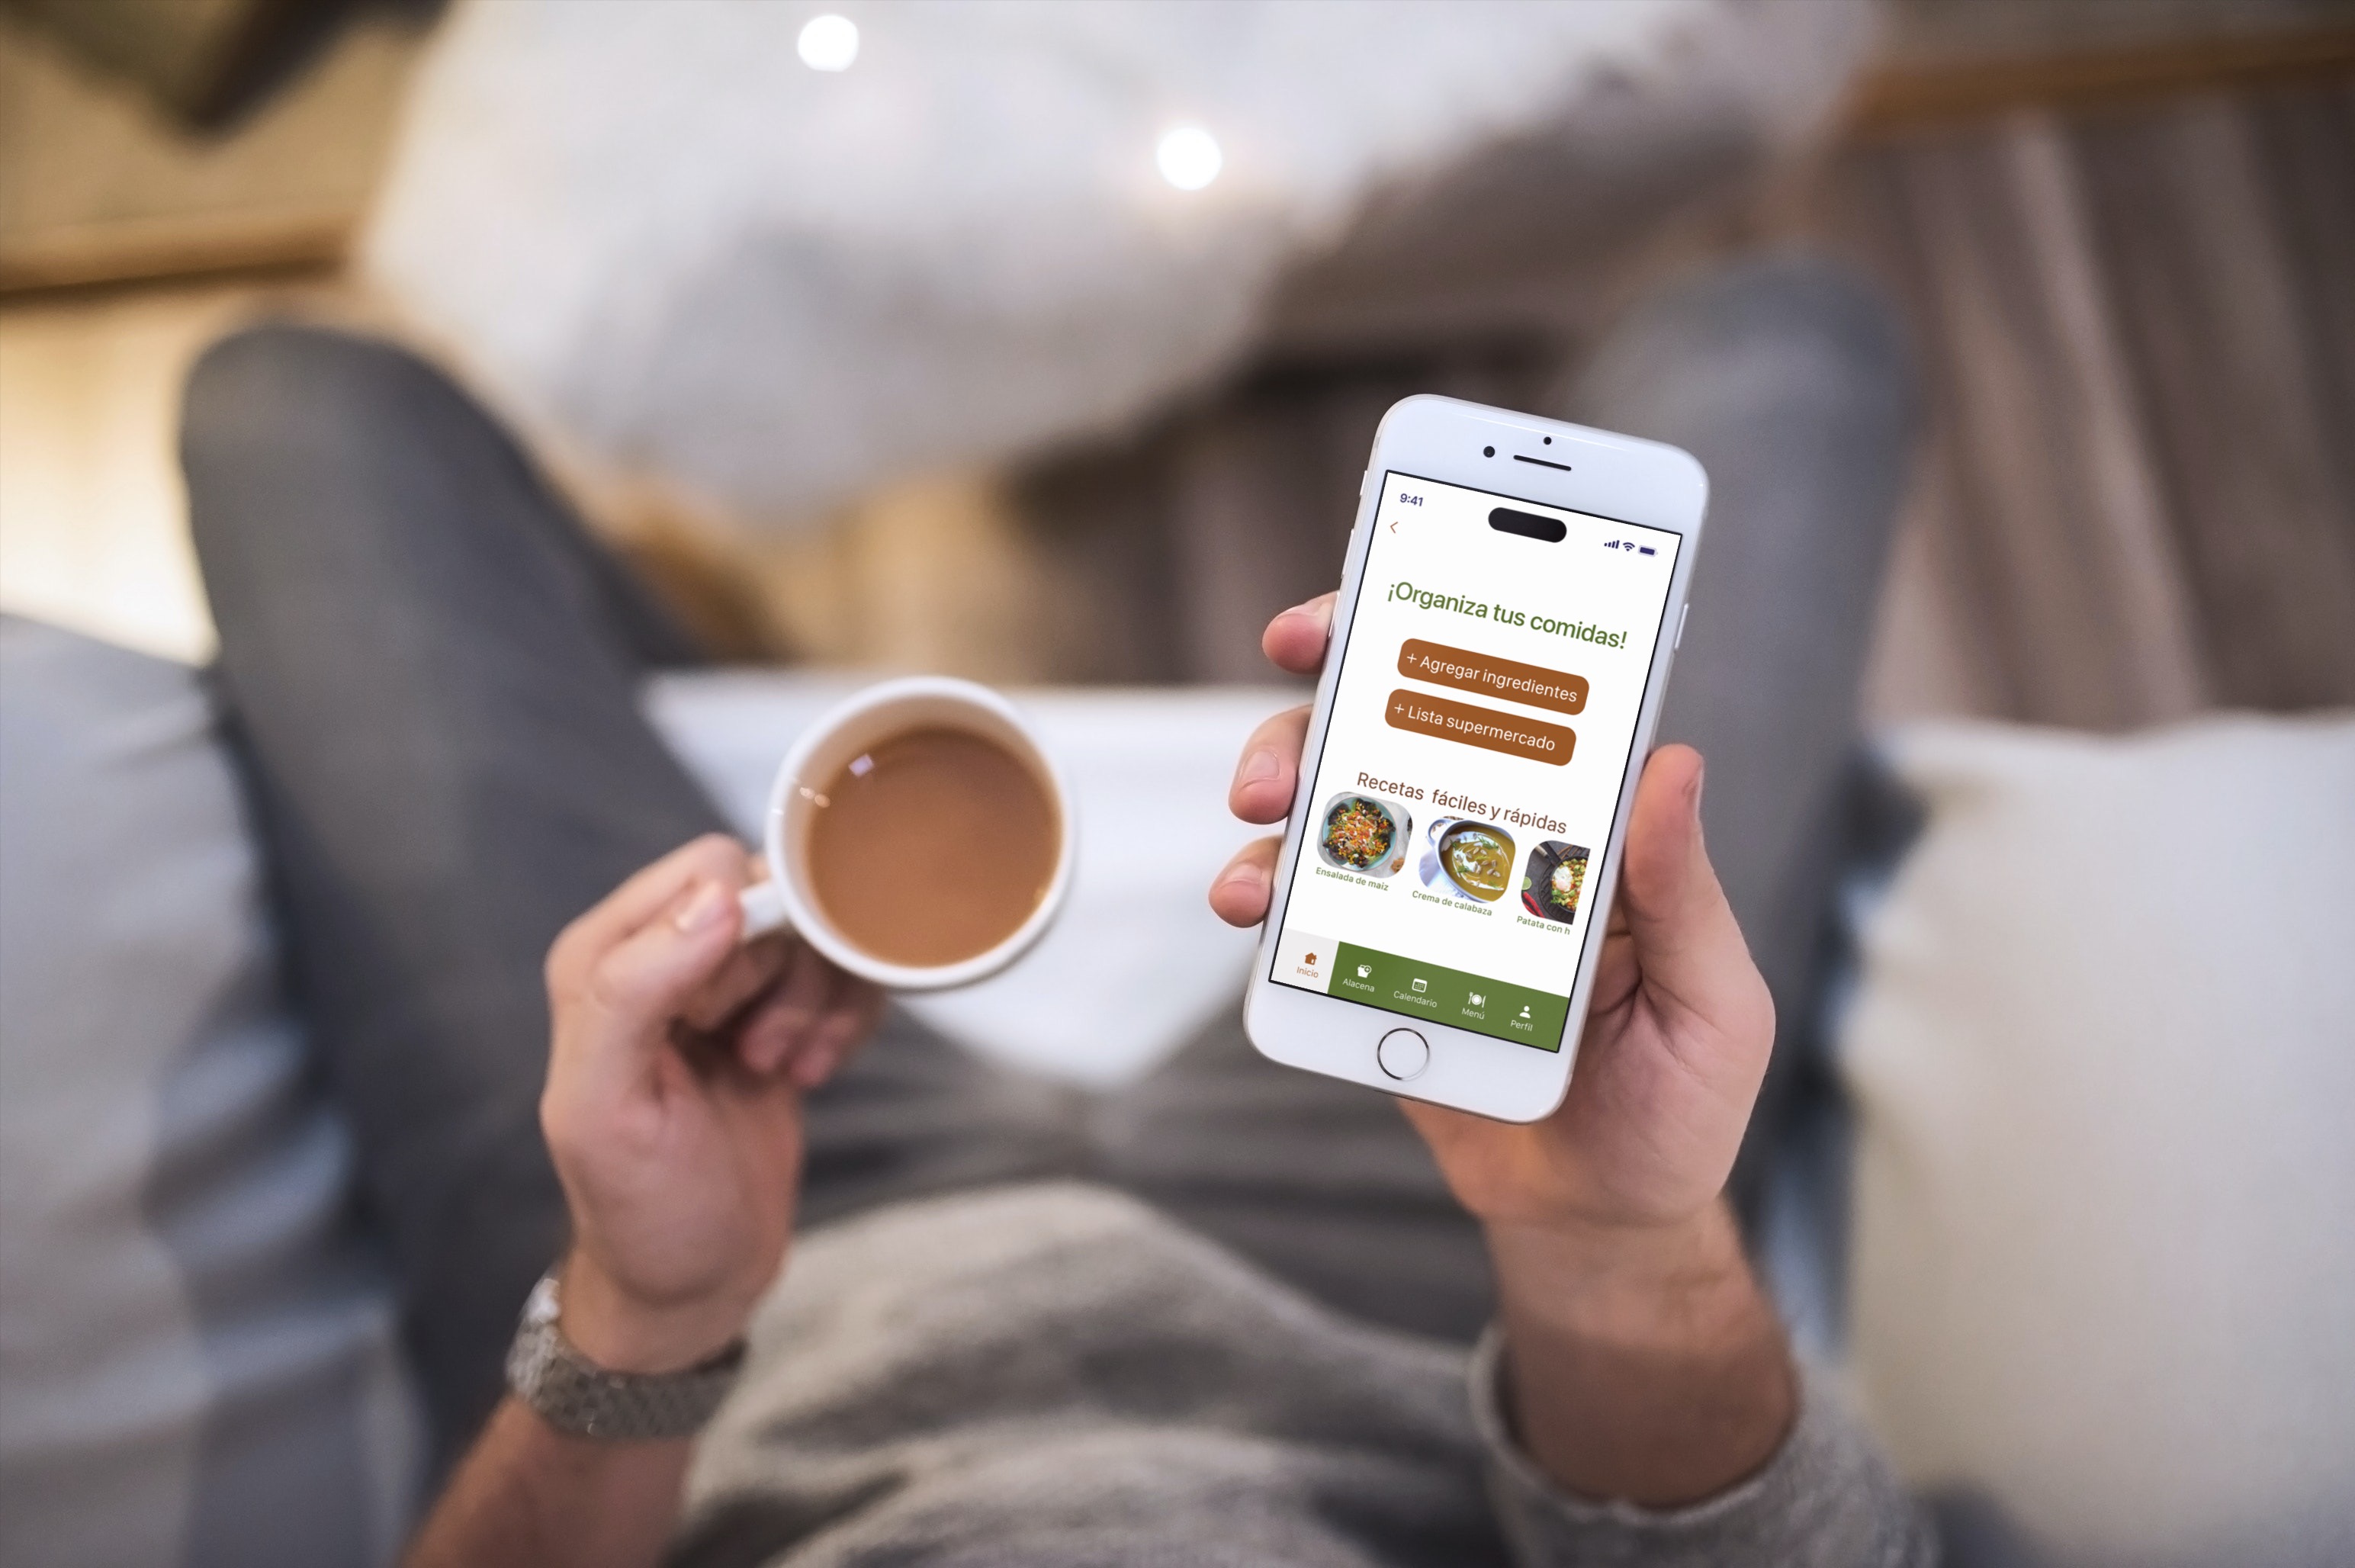 9:41
¡Organiza tus comidas!
+ Agregar ingredientes
+ Lista supermercado
Recetas fáciles y rápidas
Ensalada de maíz
Crema de calabaza
Patata con h
Inicio
Alacena
Calendario
Menú
Perfil